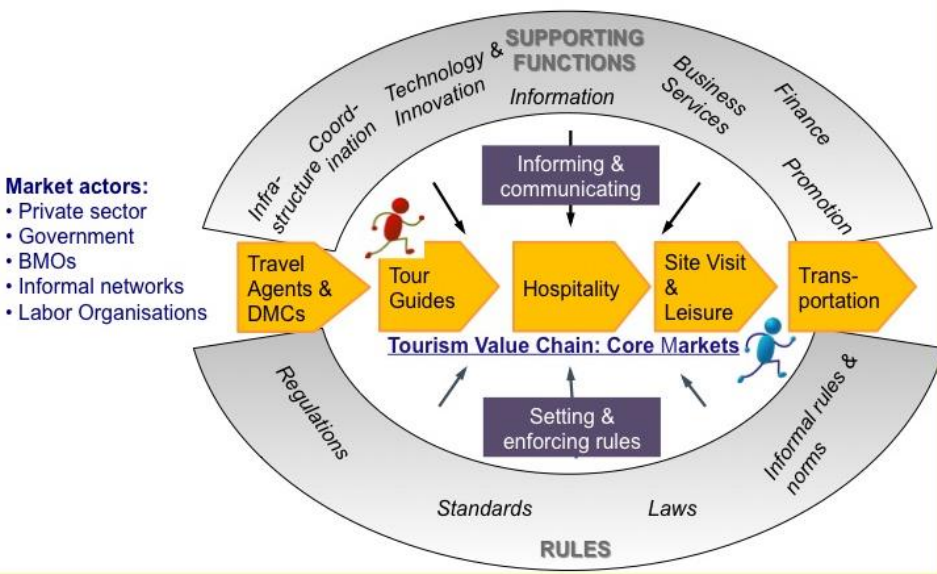 SUPPORTING
FUNCTIONS
Infra-
structure
Coord-
ination
Technology &
Innovation
Information
Business
Services
Finance
Promotion
Informing &
communicating
Market actors:
• Private sector
• Government
• BMOs
• Informal networks
• Labor Organisations
Travel
Agents &
DMCs
Tour
Guides
Hospitality
Site Visit
&
Leisure
Trans-
portation
Tourism Value Chain: Core Markets
Setting &
enforcing rules
Regulations
Standards
Laws
Informal rules &
norms
RULES